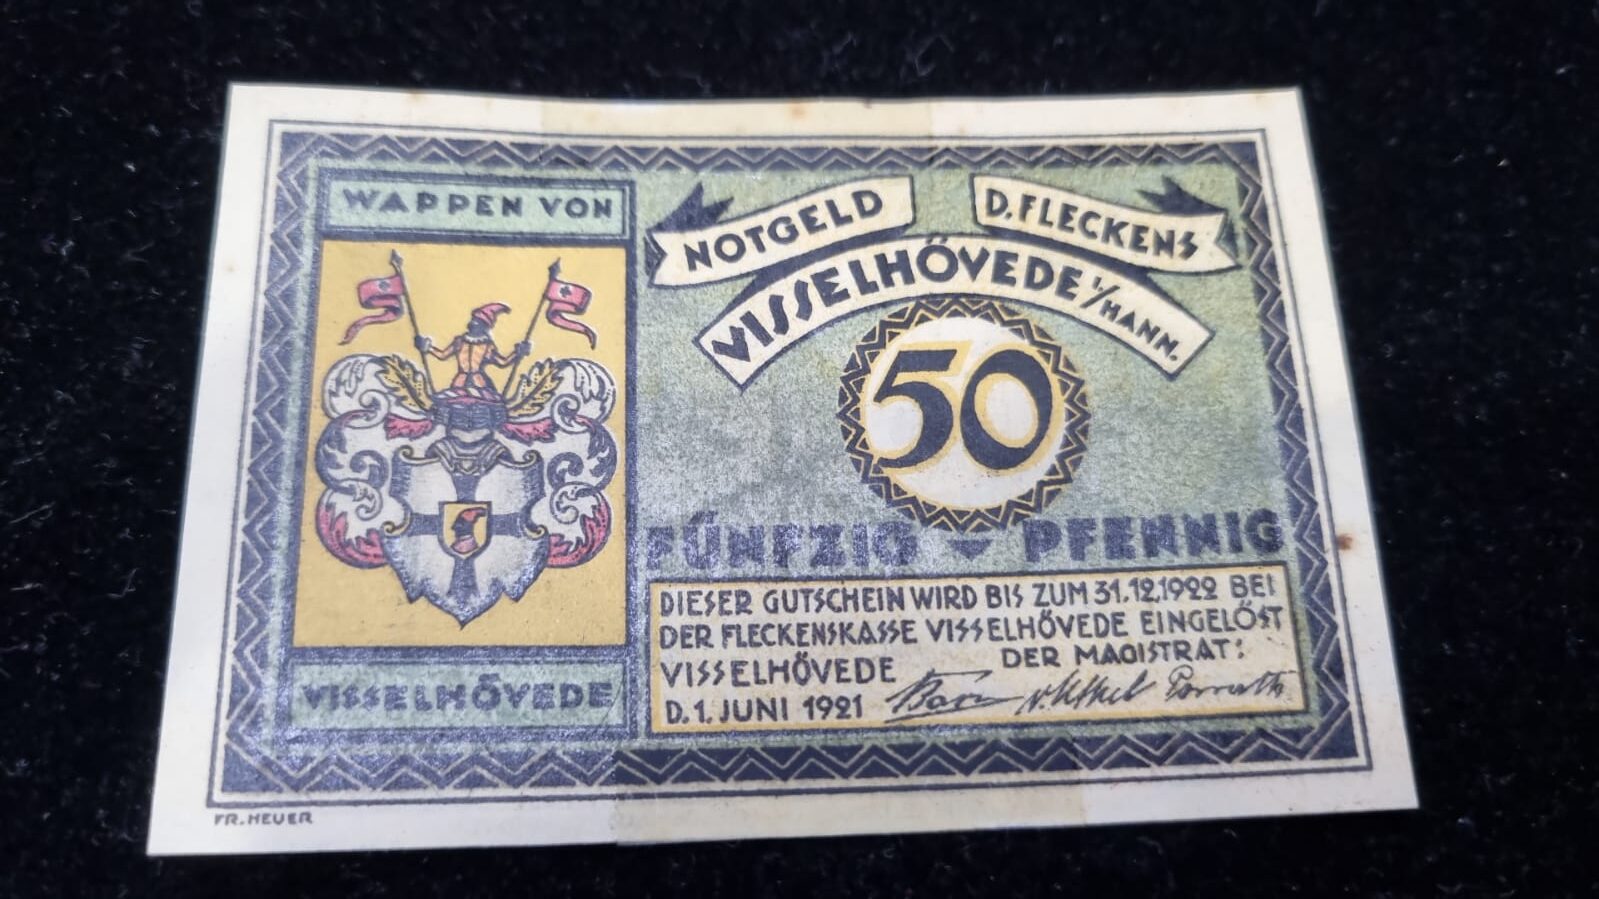 WAPPEN VON
VISSELHÖVEDE
NOTGELD D. FLECKENS
VISSELHÖVEDE I/HANN.
50
FÜNFZIG PFENNIG
DIESER GUTSCHEIN WIRD BIS ZUM 31.12.1922 BEI
DER FLECKENSKASSE VISSELHÖVEDE EINGELÖST
VISSELHÖVEDE DER MAGISTRAT:
D. 1. JUNI 1921
FR. HEUER